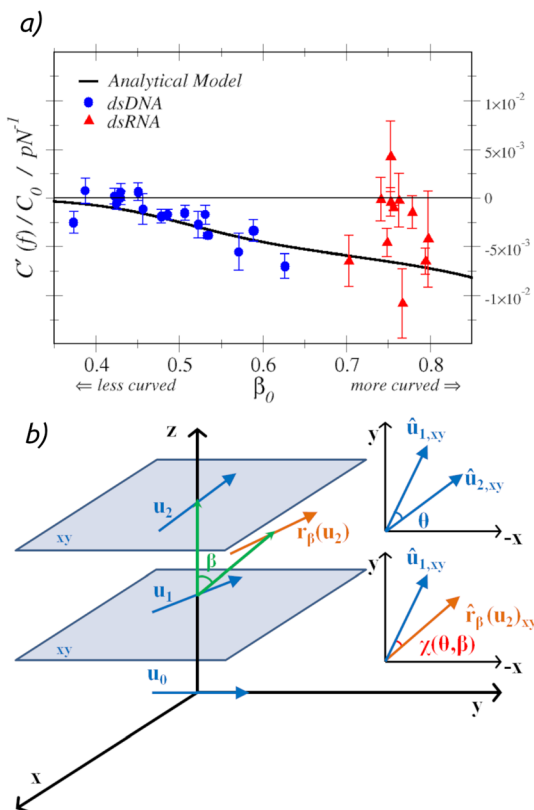 a)
Analytical Model
dsDNA
dsRNA
C'(f)/C₀ / pN⁻¹
1×10⁻²
5×10⁻³
0
-5×10⁻³
-1×10⁻²
0.4 0.5 0.6 0.7 0.8
⇐ less curved β₀ more curved ⇒
b)
z
u₂
xy
r_β(u₂)
β
u₁
xy
u₀
y
x
y
û₁,xy
û₂,xy
θ
-x
y
û₁,xy
r̂_β(u₂)xy
χ(θ,β)
-x